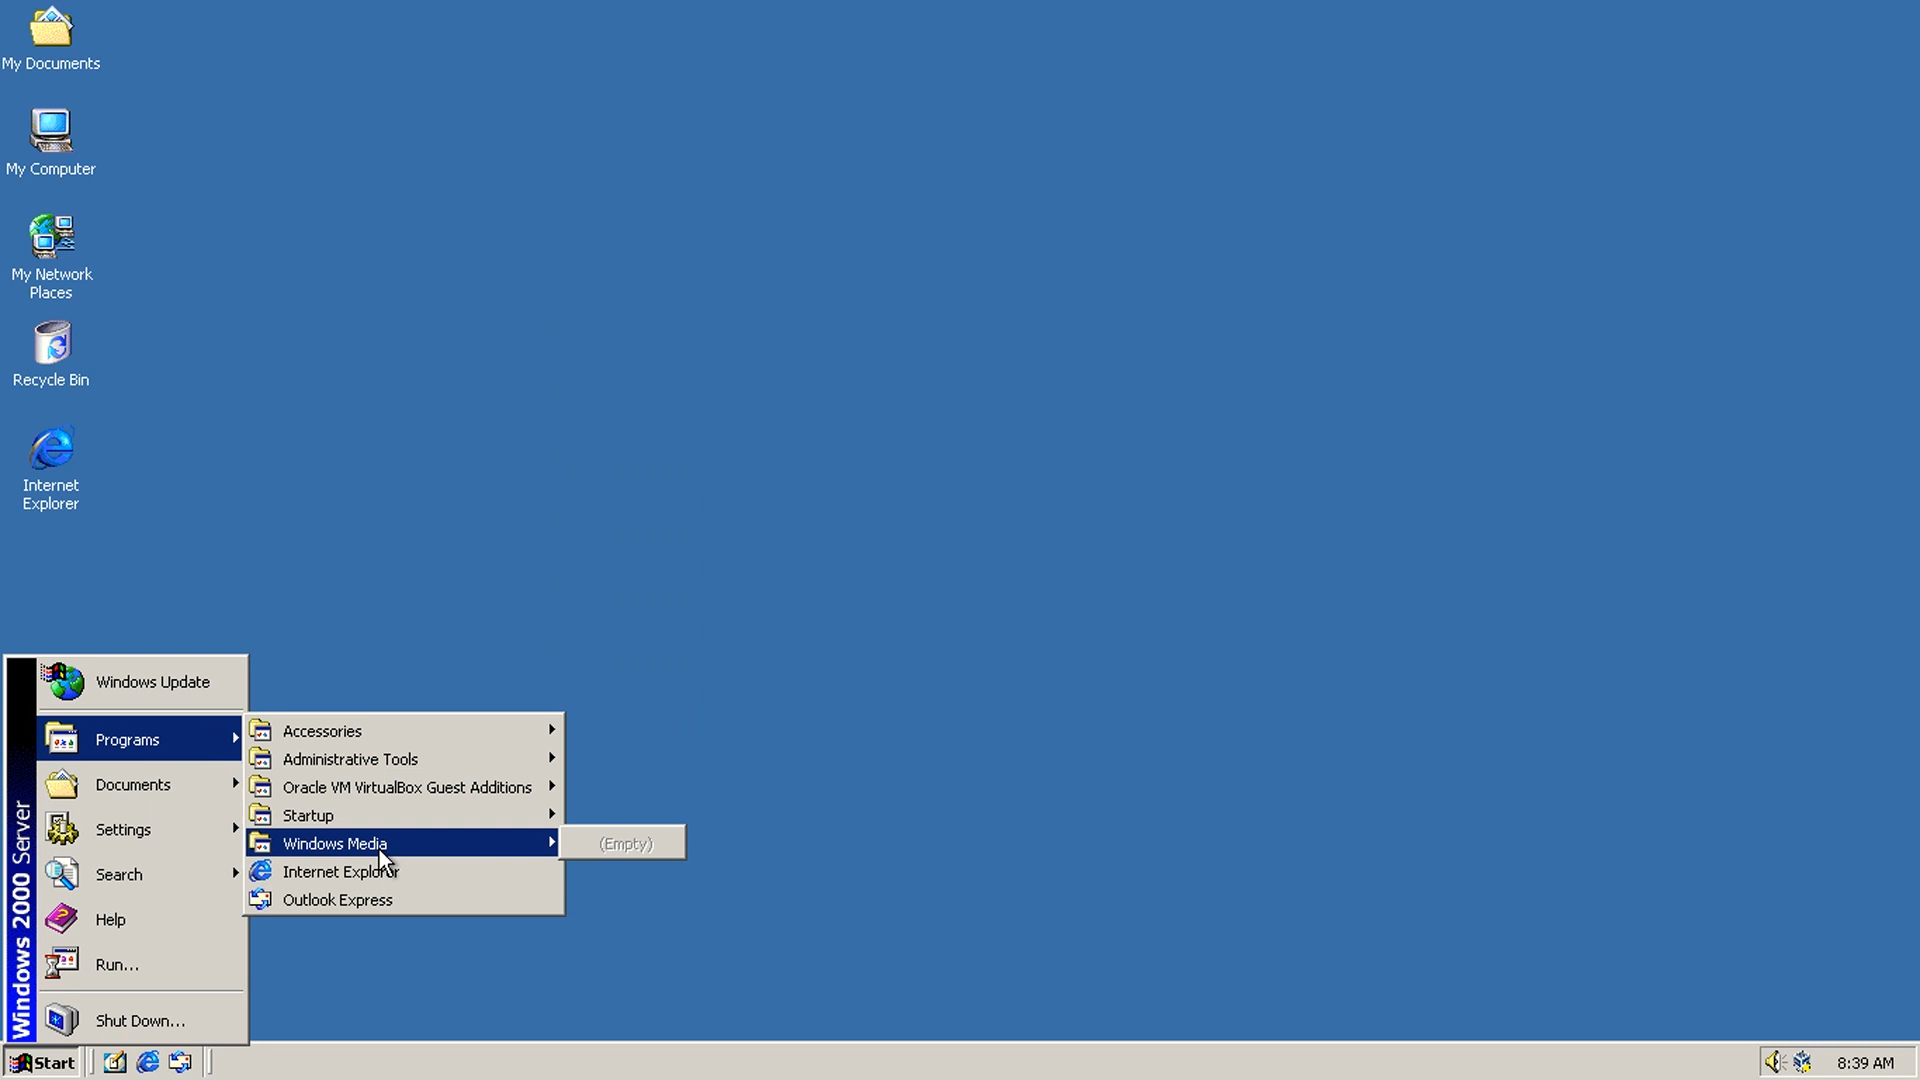 My Documents
My Computer
My Network
Places
Recycle Bin
Internet
Explorer
Windows 2000 Server
Windows Update
Programs
Documents
Settings
Search
Help
Run...
Shut Down...
Accessories
Administrative Tools
Oracle VM VirtualBox Guest Additions
Startup
Windows Media
Internet Explorer
Outlook Express
(Empty)
Start
8:39 AM